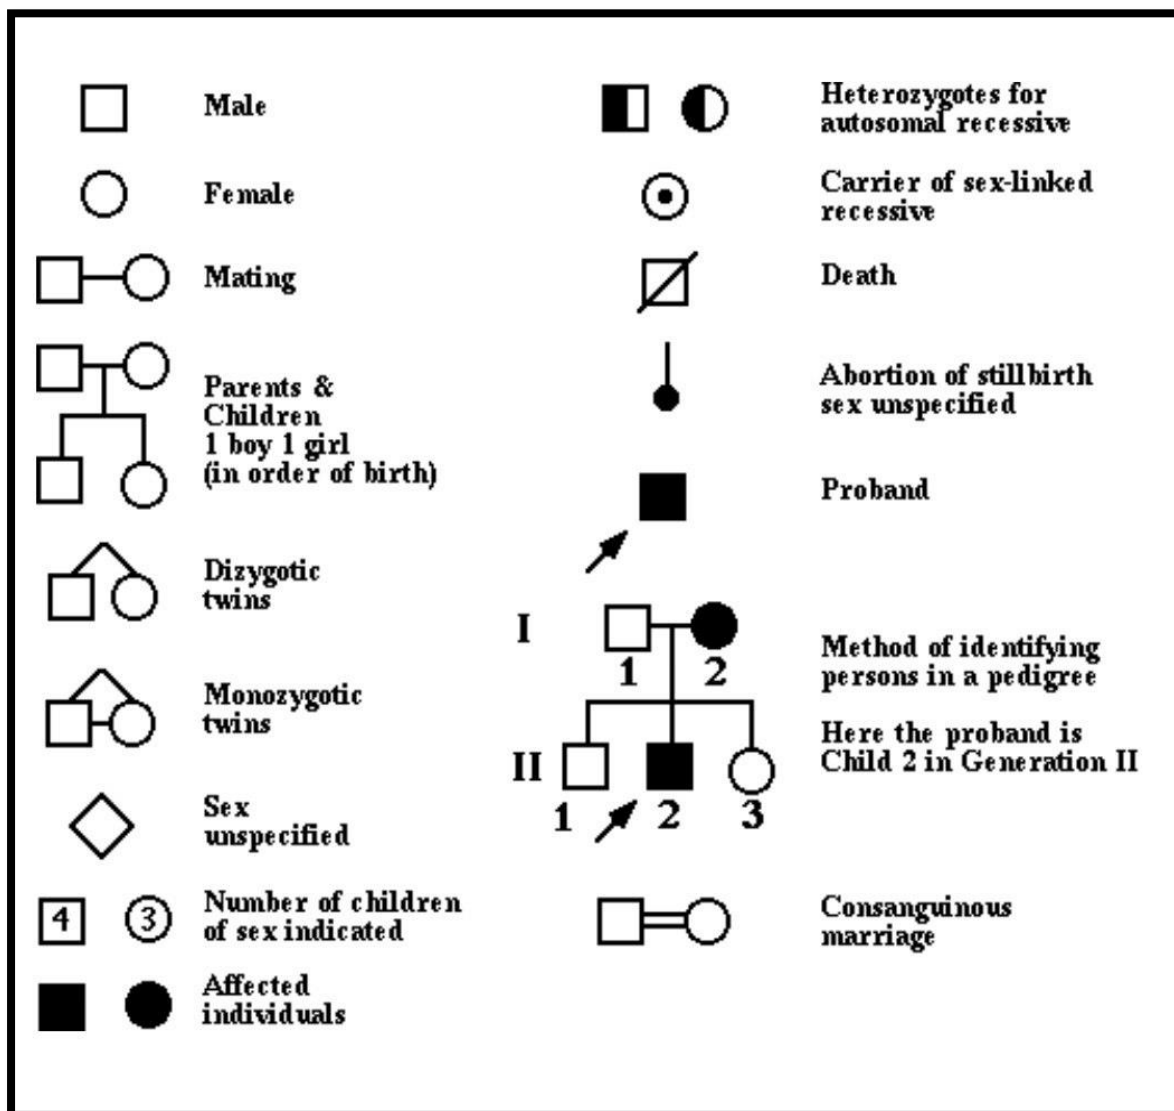 Male
Female
Mating
Parents &
Children
1 boy 1 girl
(in order of birth)
Dizygotic
twins
Monozygotic
twins
Sex
unspecified
4 3
Number of children
of sex indicated
Affected
individuals
Heterozygotes for
autosomal recessive
Carrier of sex-linked
recessive
Death
Abortion of stillbirth
sex unspecified
Proband
I
1 2
II
1 2 3
Method of identifying
persons in a pedigree
Here the proband is
Child 2 in Generation II
Consanguinous
marriage